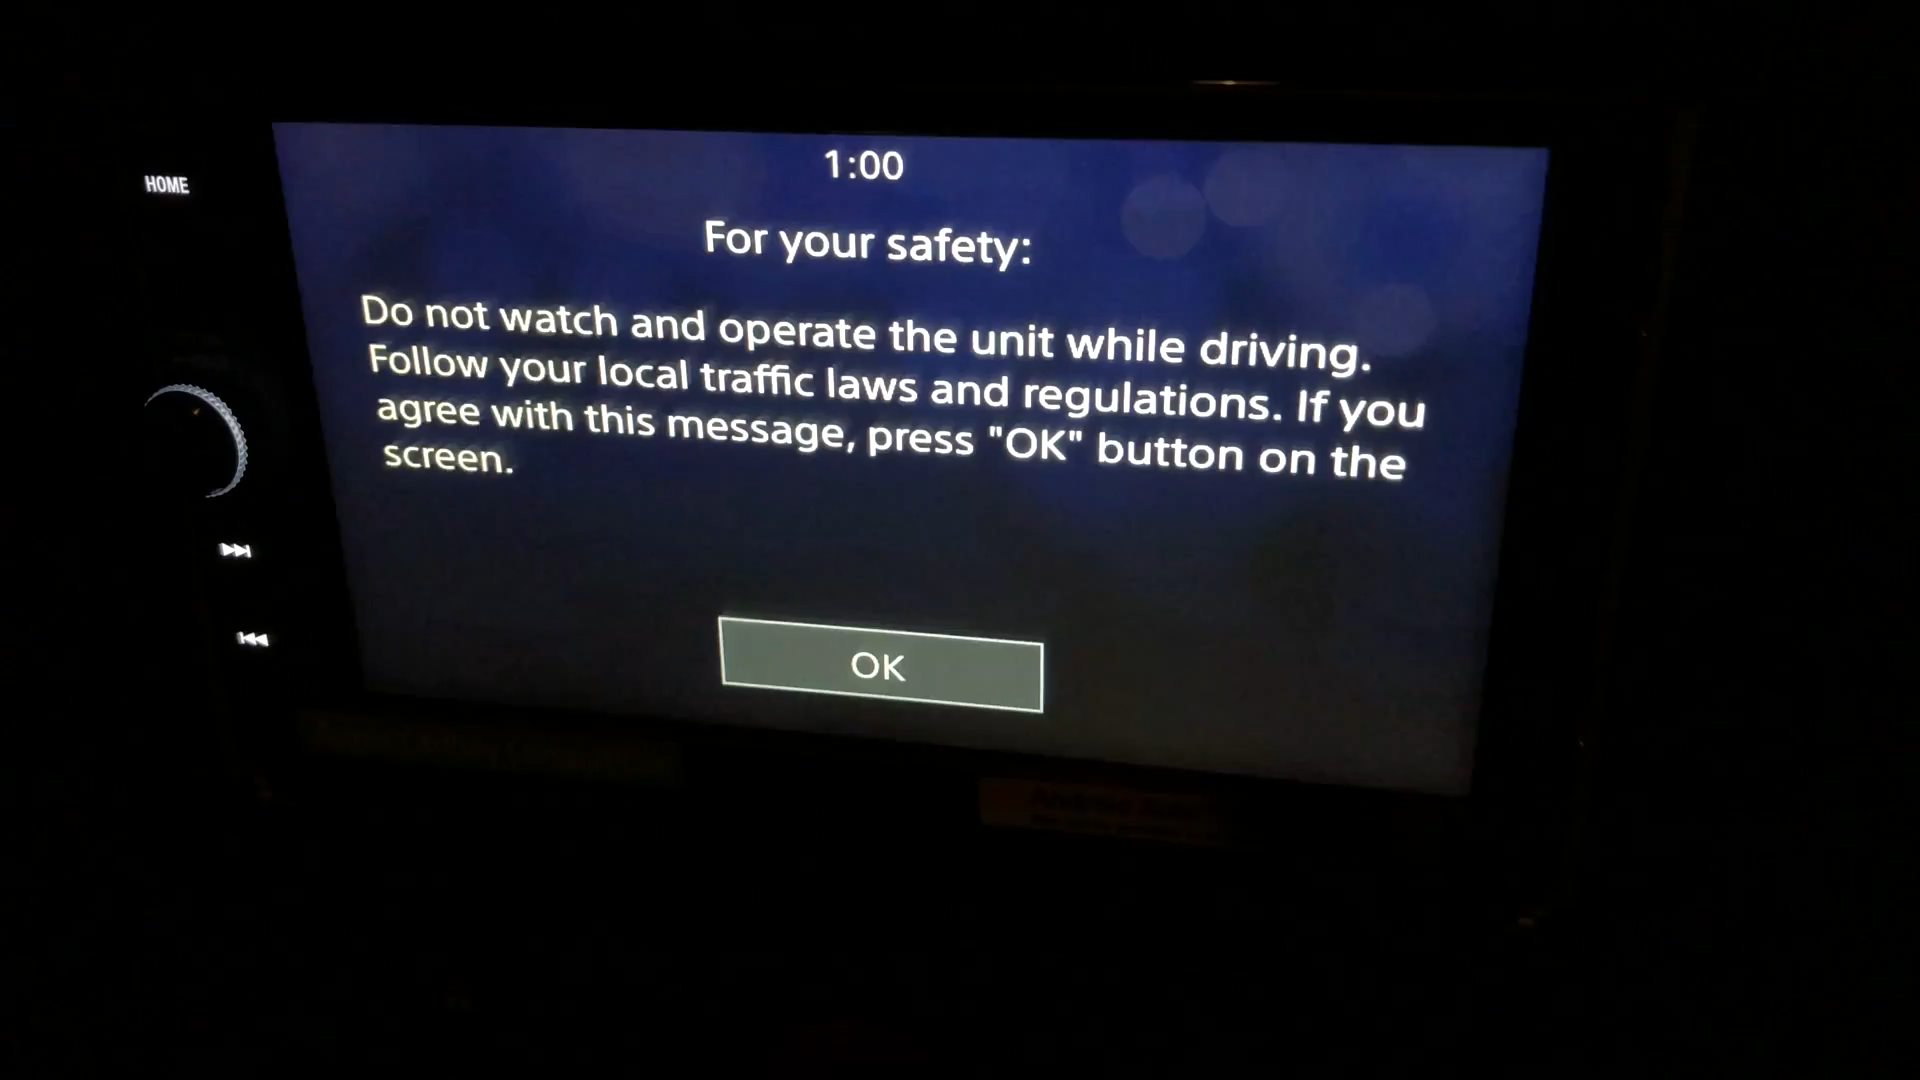 HOME
1:00
For your safety:
Do not watch and operate the unit while driving.
Follow your local traffic laws and regulations. If you
agree with this message, press "OK" button on the
screen.
OK